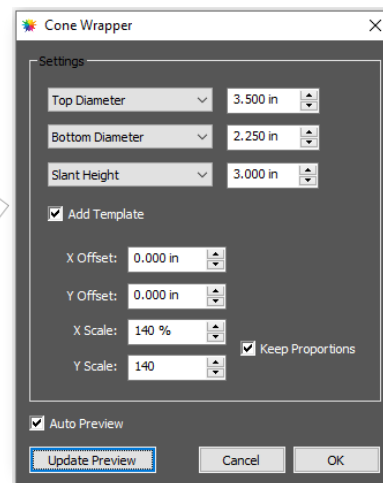 Cone Wrapper
Settings
Top Diameter 3.500 in
Bottom Diameter 2.250 in
Slant Height 3.000 in
Add Template
X Offset: 0.000 in
Y Offset: 0.000 in
X Scale: 140 %
Keep Proportions
Y Scale: 140
Auto Preview
Update Preview Cancel OK